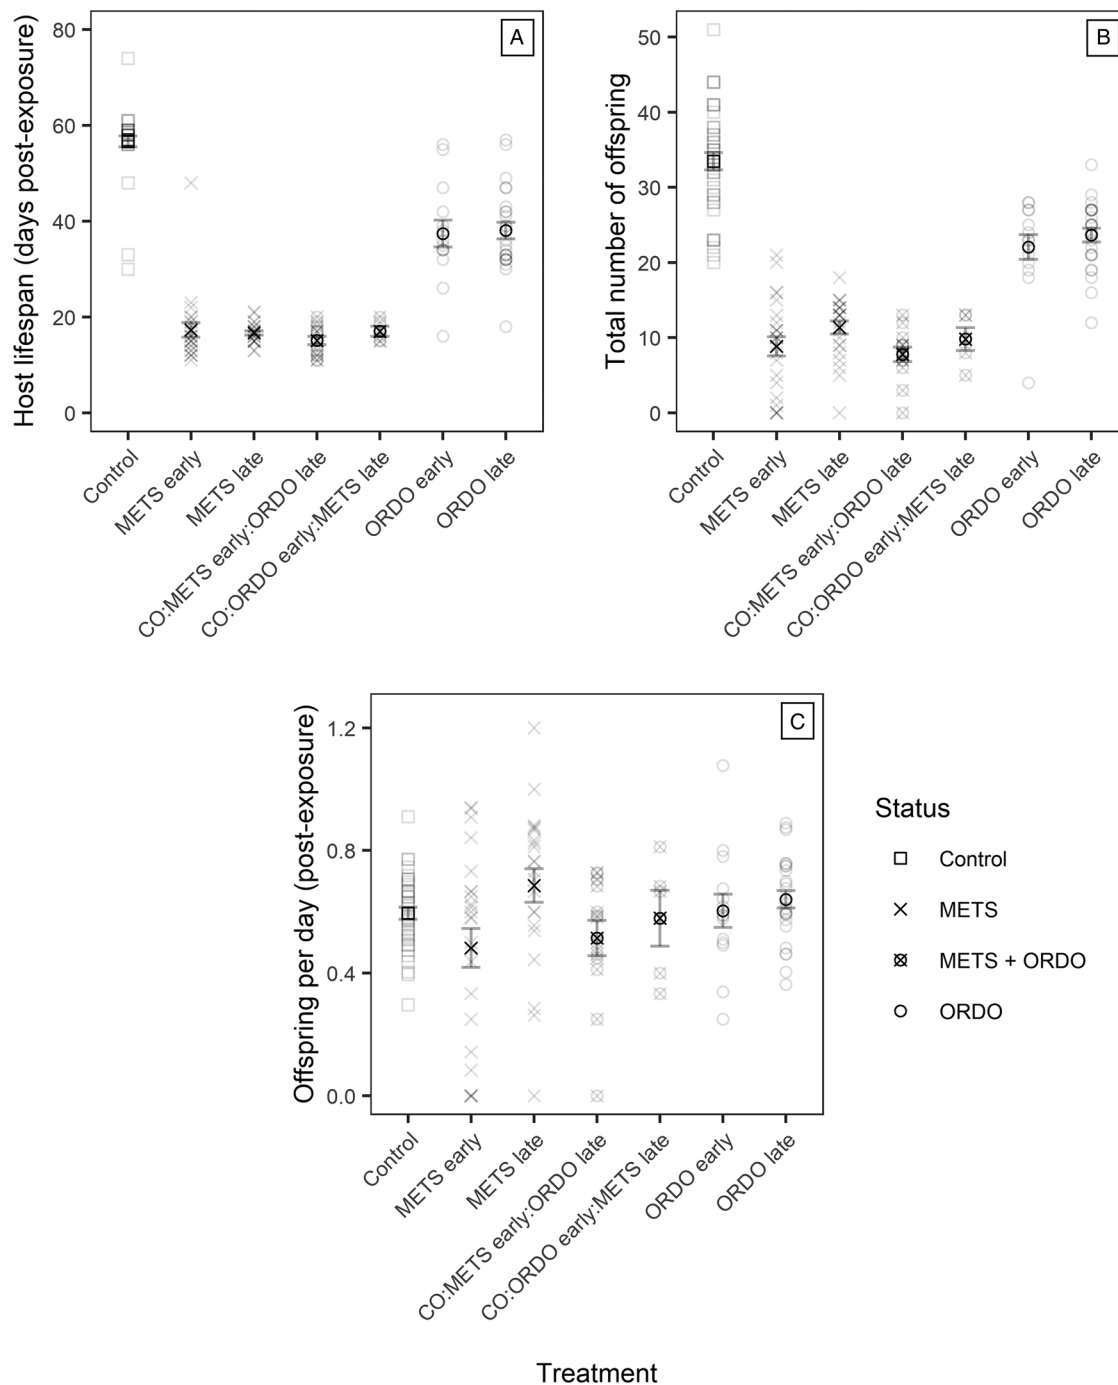 A
Host lifespan (days post-exposure)
80
60
40
20
0
Control
METS early
METS late
CO:METS early:ORDO late
CO:ORDO early:METS late
ORDO early
ORDO late
B
Total number of offspring
50
40
30
20
10
0
Control
METS early
METS late
CO:METS early:ORDO late
CO:ORDO early:METS late
ORDO early
ORDO late
C
Offspring per day (post-exposure)
1.2
0.8
0.4
0.0
Control
METS early
METS late
CO:METS early:ORDO late
CO:ORDO early:METS late
ORDO early
ORDO late
Status
Control
METS
METS + ORDO
ORDO
Treatment